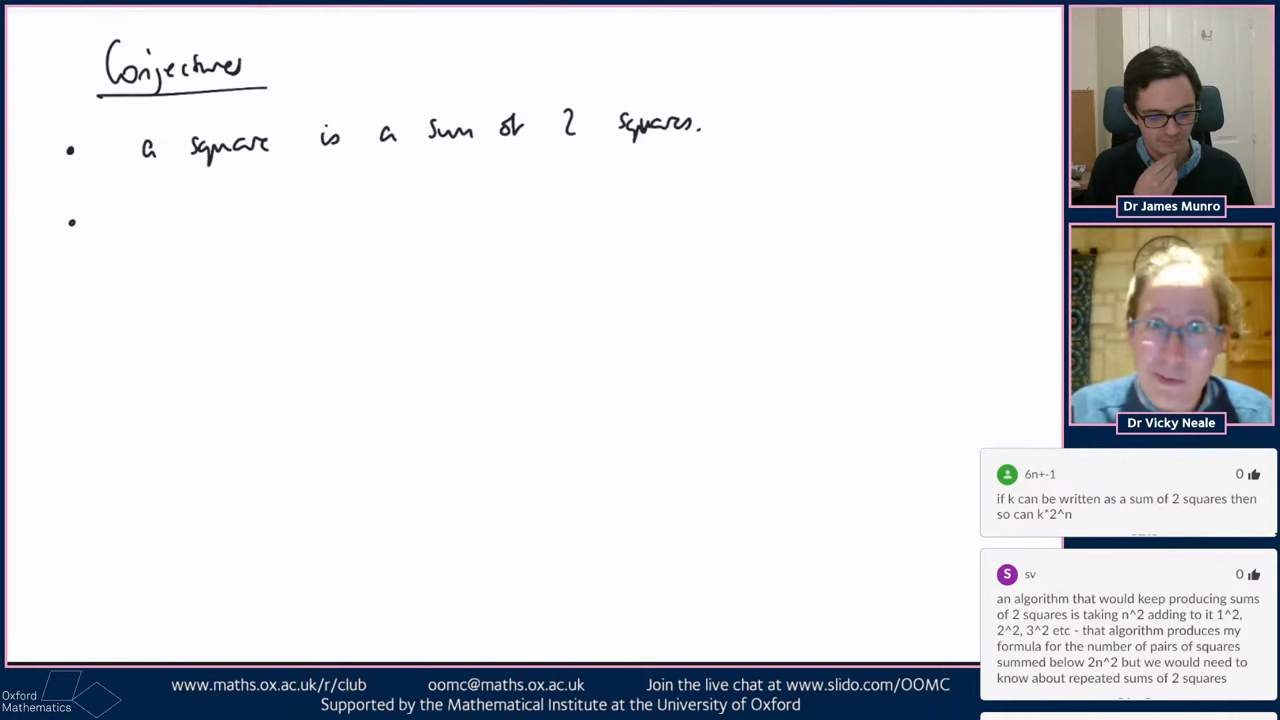 Conjectures
• a square is a sum of 2 squares.
•
Dr James Munro
Dr Vicky Neale
6n+-1
0
if k can be written as a sum of 2 squares then
so can k*2^n
S sv
0
an algorithm that would keep producing sums
of 2 squares is taking n^2 adding to it 1^2,
2^2, 3^2 etc - that algorithm produces my
formula for the number of pairs of squares
summed below 2n^2 but we would need to
know about repeated sums of 2 squares
Oxford
Mathematics
www.maths.ox.ac.uk/r/club oomc@maths.ox.ac.uk Join the live chat at www.slido.com/OOMC
Supported by the Mathematical Institute at the University of Oxford